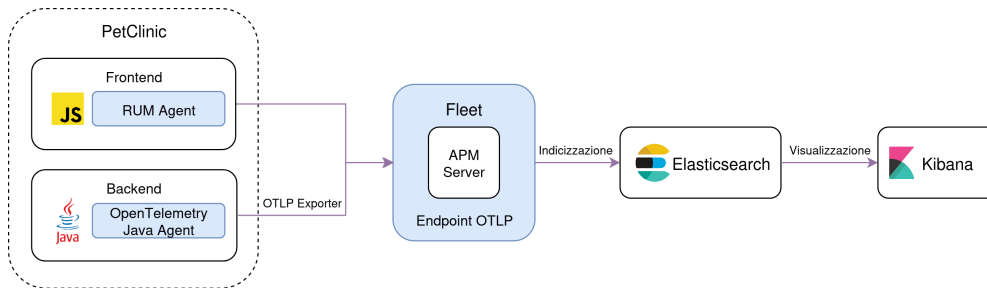 PetClinic
Frontend
JS
RUM Agent
Backend
Java
OpenTelemetry
Java Agent
OTLP Exporter
Fleet
APM
Server
Endpoint OTLP
Indicizzazione
Elasticsearch
Visualizzazione
Kibana